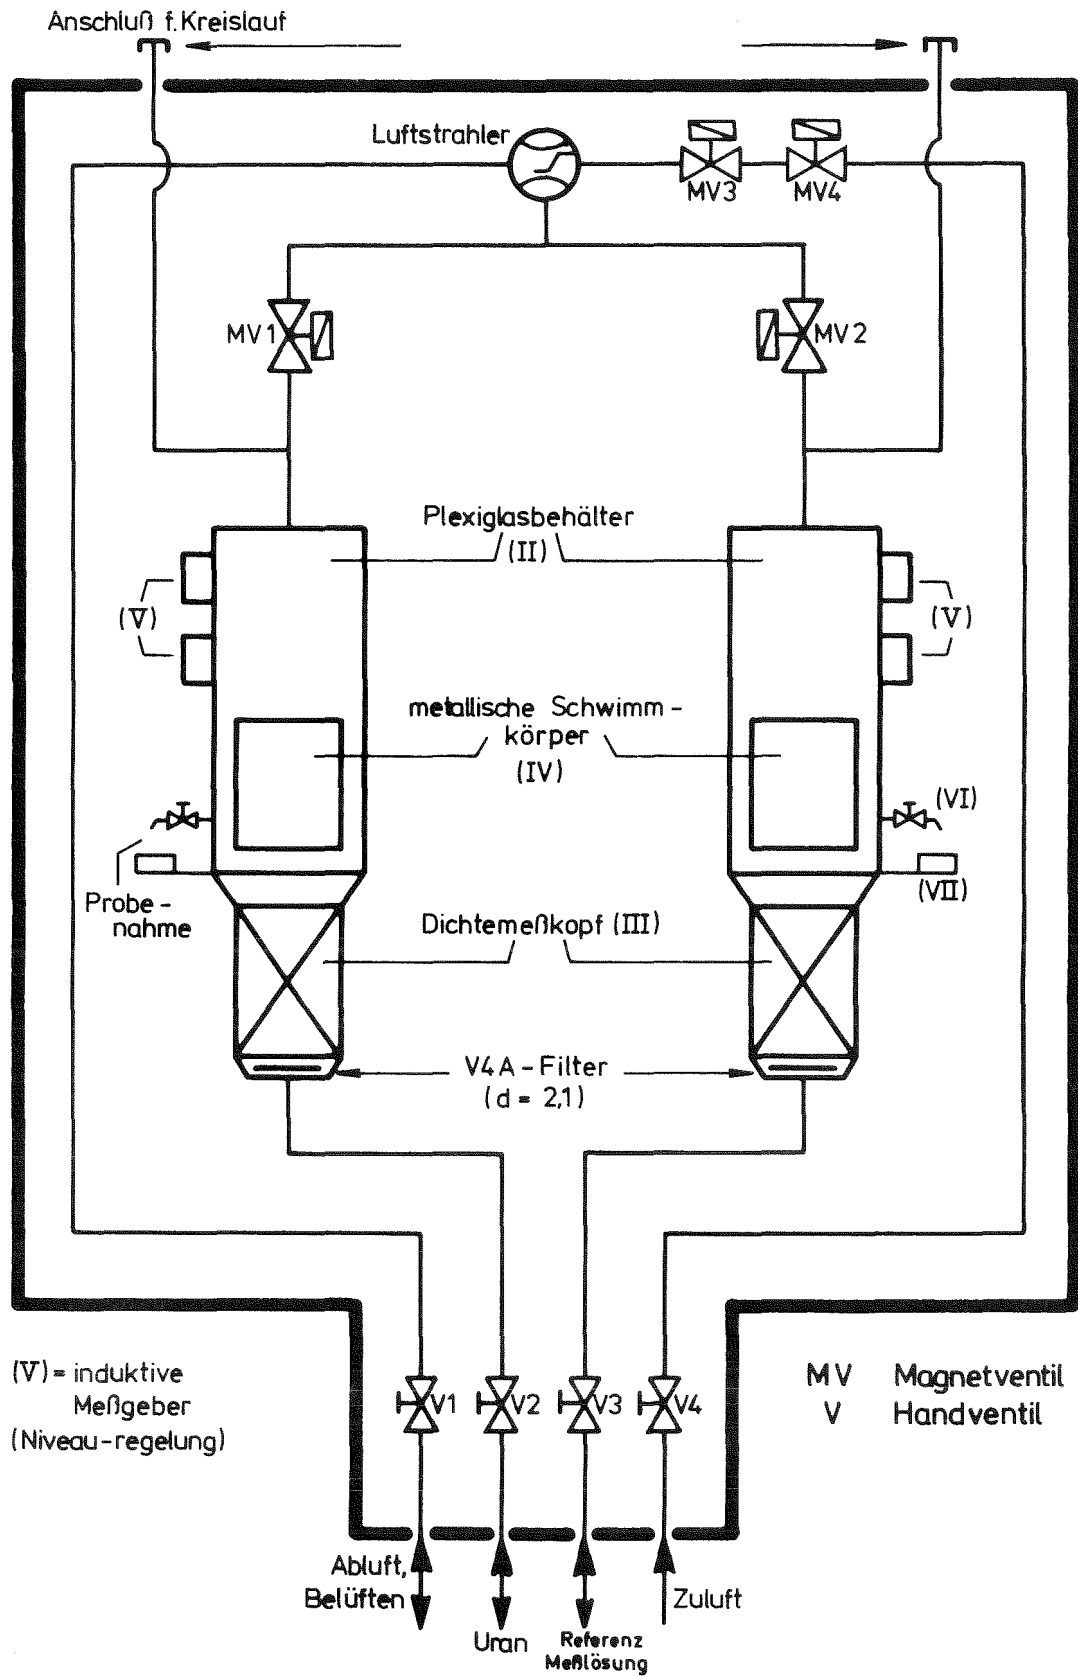 Anschluß f. Kreislauf
Luftstrahler
MV3
MV4
MV1
MV2
Plexiglasbehälter
(II)
(V)
(V)
metallische Schwimm-
körper
(IV)
(VI)
(VII)
Probe-
nahme
Dichtemeßkopf (III)
V4A-Filter
(d = 2,1)
(V) = induktive
Meßgeber
(Niveau-regelung)
MV Magnetventil
V Handventil
V1
V2
V3
V4
Abluft,
Belüften
Uran
Referenz
Meßlösung
Zuluft